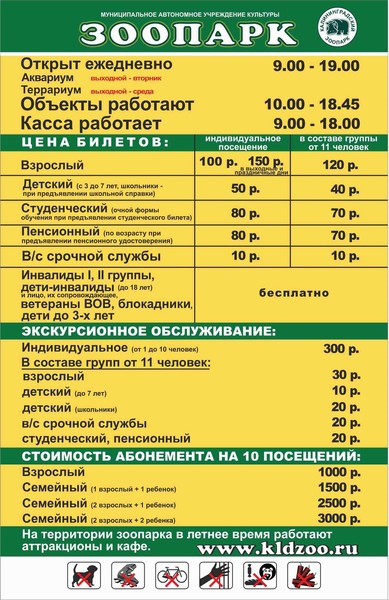 МУНИЦИПАЛЬНОЕ АВТОНОМНОЕ УЧРЕЖДЕНИЕ КУЛЬТУРЫ
ЗООПАРК
КАЛИНИНГРАДСКИЙ ЗООПАРК
Открыт ежедневно 9.00 - 19.00
Аквариум выходной - вторник
Террариум выходной - среда
Объекты работают 10.00 - 18.45
Касса работает 9.00 - 18.00
ЦЕНА БИЛЕТОВ: индивидуальное посещение в составе группы от 11 человек
Взрослый 100 р. 150 р. в выходные и праздничные дни 120 р.
Детский (с 3 до 7 лет, школьники - при предъявлении школьной справки) 50 р. 40 р.
Студенческий (очной формы обучения при предъявлении студенческого билета) 80 р. 70 р.
Пенсионный (по возрасту при предъявлении пенсионного удостоверения) 80 р. 70 р.
В/с срочной службы 10 р. 10 р.
Инвалиды I, II группы,
дети-инвалиды (до 18 лет)
и лицо, их сопровождающее,
ветераны ВОВ, блокадники,
дети до 3-х лет
бесплатно
ЭКСКУРСИОННОЕ ОБСЛУЖИВАНИЕ:
Индивидуальное (от 1 до 10 человек) 300 р.
В составе групп от 11 человек:
взрослый 30 р.
детский (до 7 лет) 10 р.
детский (школьники) 20 р.
в/с срочной службы 20 р.
студенческий, пенсионный 20 р.
СТОИМОСТЬ АБОНЕМЕНТА НА 10 ПОСЕЩЕНИЙ:
Взрослый 1000 р.
Семейный (1 взрослый + 1 ребенок) 1500 р.
Семейный (2 взрослых + 1 ребенок) 2500 р.
Семейный (2 взрослых + 2 ребенка) 3000 р.
На территории зоопарка в летнее время работают
аттракционы и кафе.
www.kldzoo.ru